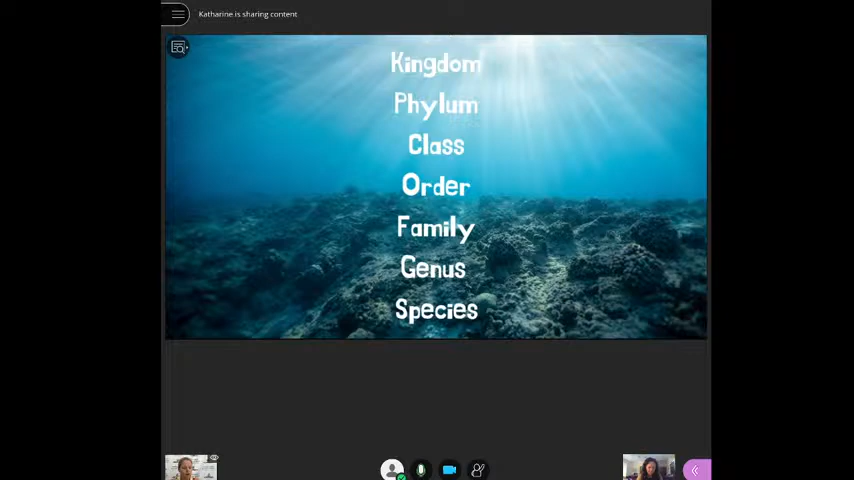 Katharine is sharing content
Kingdom
Phylum
Class
Order
Family
Genus
Species